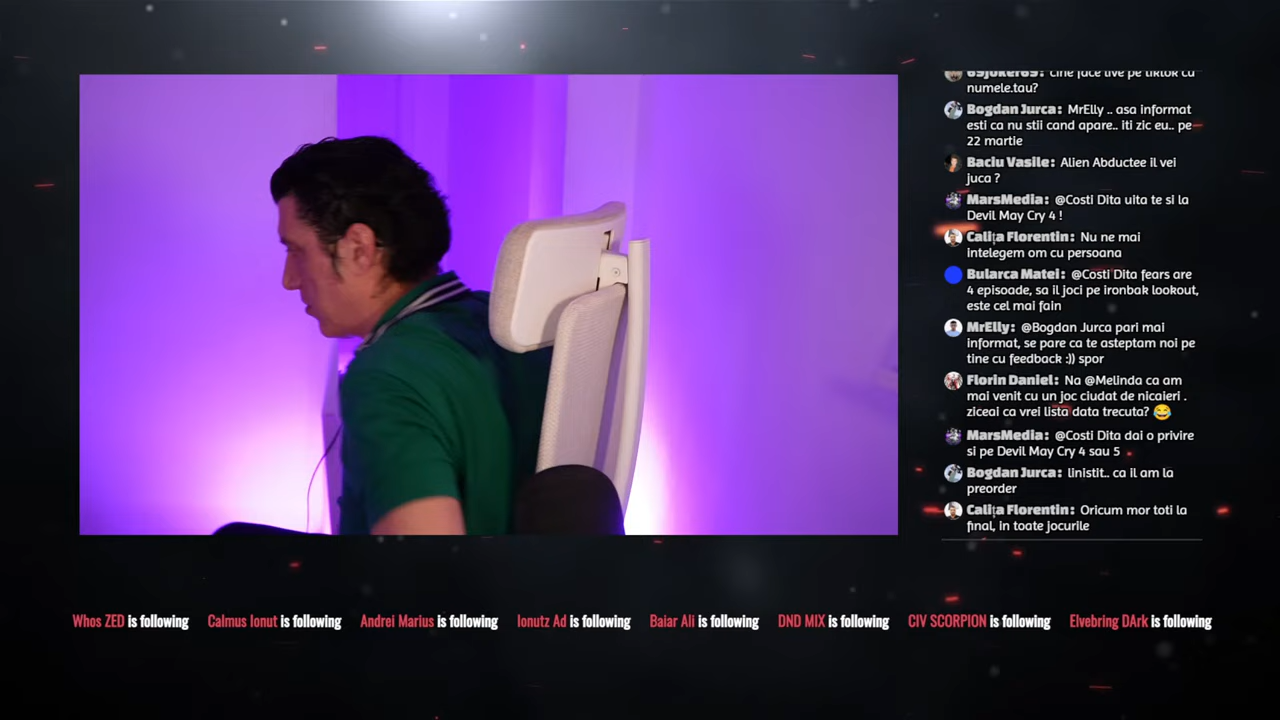 69joker69: cine face live pe tiktok cu
numele.tau?
Bogdan Jurca: MrElly .. asa informat
esti ca nu stii cand apare.. iti zic eu.. pe
22 martie
Baciu Vasile: Alien Abductee il vei
juca ?
MarsMedia: @Costi Dita uita te si la
Devil May Cry 4 !
Calița Florentin: Nu ne mai
intelegem om cu persoana
Bularca Matei: @Costi Dita fears are
4 episoade, sa il joci pe ironbak lookout,
este cel mai fain
MrElly: @Bogdan Jurca pari mai
informat, se pare ca te asteptam noi pe
tine cu feedback :)) spor
Florin Daniel: Na @Melinda ca am
mai venit cu un joc ciudat de nicaieri .
ziceai ca vrei lista data trecuta? 😂
MarsMedia: @Costi Dita dai o privire
si pe Devil May Cry 4 sau 5
Bogdan Jurca: linistit.. ca il am la
preorder
Calița Florentin: Oricum mor toti la
final, in toate jocurile
Whos ZED is following Calmus Ionut is following Andrei Marius is following Ionutz Ad is following Baiar Ali is following DND MIX is following CIV SCORPION is following Elvebring DArk is following